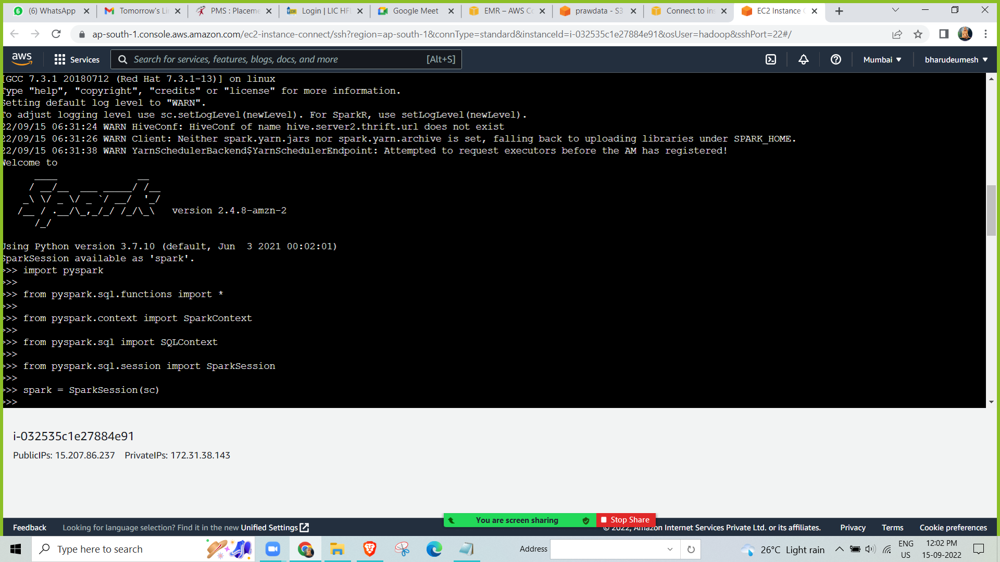 (6) WhatsApp
Tomorrow's Li
PMS : Placeme
Login | LIC HFL
Google Meet
EMR – AWS Co
prawdata - S3
Connect to ins
EC2 Instance C
ap-south-1.console.aws.amazon.com/ec2-instance-connect/ssh?region=ap-south-1&connType=standard&instanceId=i-032535c1e27884e91&osUser=hadoop&sshPort=22#/
aws
Services
Search for services, features, blogs, docs, and more [Alt+S]
Mumbai
bharudeumesh
[GCC 7.3.1 20180712 (Red Hat 7.3.1-13)] on linux
Type "help", "copyright", "credits" or "license" for more information.
Setting default log level to "WARN".
To adjust logging level use sc.setLogLevel(newLevel). For SparkR, use setLogLevel(newLevel).
22/09/15 06:31:24 WARN HiveConf: HiveConf of name hive.server2.thrift.url does not exist
22/09/15 06:31:26 WARN Client: Neither spark.yarn.jars nor spark.yarn.archive is set, falling back to uploading libraries under SPARK_HOME.
22/09/15 06:31:38 WARN YarnSchedulerBackend$YarnSchedulerEndpoint: Attempted to request executors before the AM has registered!
Welcome to
Spark version 2.4.8-amzn-2
Using Python version 3.7.10 (default, Jun  3 2021 00:02:01)
SparkSession available as 'spark'.
>>> import pyspark
>>>
>>> from pyspark.sql.functions import *
>>>
>>> from pyspark.context import SparkContext
>>>
>>> from pyspark.sql import SQLContext
>>>
>>> from pyspark.sql.session import SparkSession
>>>
>>> spark = SparkSession(sc)
>>>
i-032535c1e27884e91
PublicIPs: 15.207.86.237 PrivateIPs: 172.31.38.143
You are screen sharing
Stop Share
Feedback
Looking for language selection? Find it in the new Unified Settings
© 2022, Amazon Internet Services Private Ltd. or its affiliates.
Privacy
Terms
Cookie preferences
Type here to search
Address
26°C Light rain
ENG
US
12:02 PM
15-09-2022